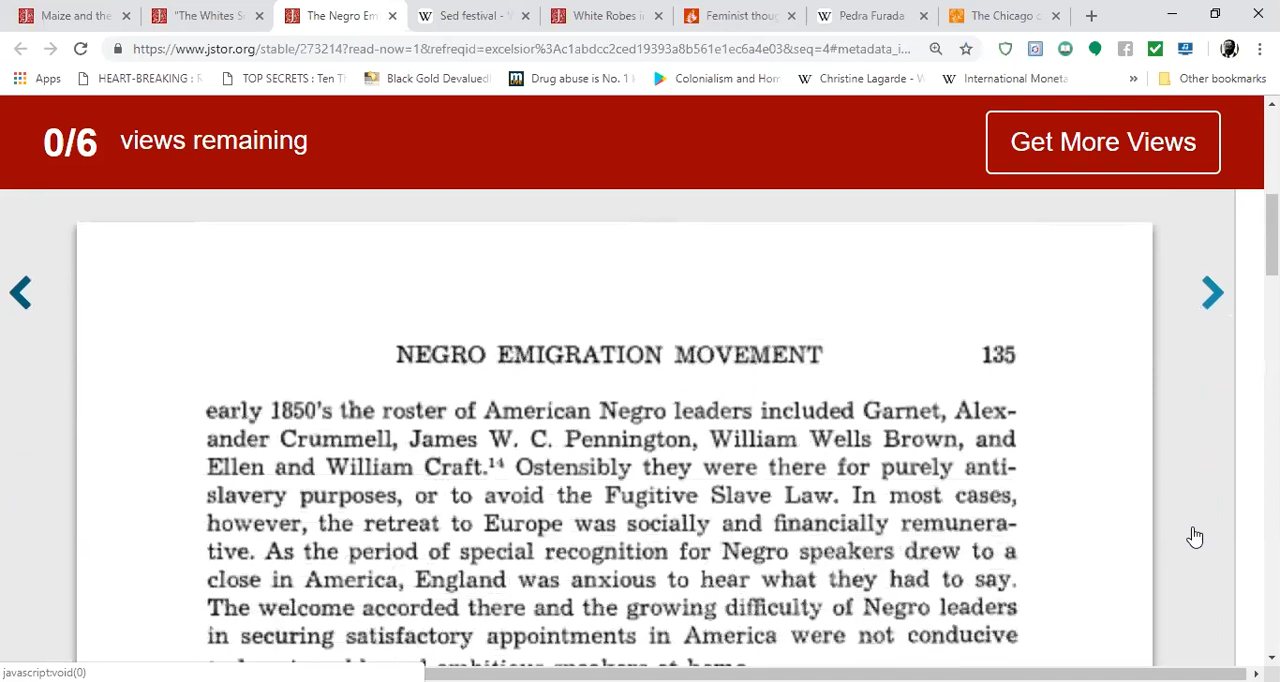 Maize and the
"The Whites S
The Negro Em
Sed festival - 
White Robes i
Feminist thou
Pedra Furada
The Chicago o
https://www.jstor.org/stable/273214?read-now=1&refreqid=excelsior%3Ac1abdcc2ced19393a8b561e1ec6a4e03&seq=4#metadata_i...
Apps
HEART-BREAKING : R
TOP SECRETS : Ten Th
Black Gold Devalued
Drug abuse is No. 1
Colonialism and Hom
Christine Lagarde - W
International Moneta
»
Other bookmarks
0/6 views remaining
Get More Views
NEGRO EMIGRATION MOVEMENT 135
early 1850's the roster of American Negro leaders included Garnet, Alex-
ander Crummell, James W. C. Pennington, William Wells Brown, and
Ellen and William Craft.¹⁴ Ostensibly they were there for purely anti-
slavery purposes, or to avoid the Fugitive Slave Law. In most cases,
however, the retreat to Europe was socially and financially remunera-
tive. As the period of special recognition for Negro speakers drew to a
close in America, England was anxious to hear what they had to say.
The welcome accorded there and the growing difficulty of Negro leaders
in securing satisfactory appointments in America were not conducive
ambitious speakers at home.
javascript:void(0)